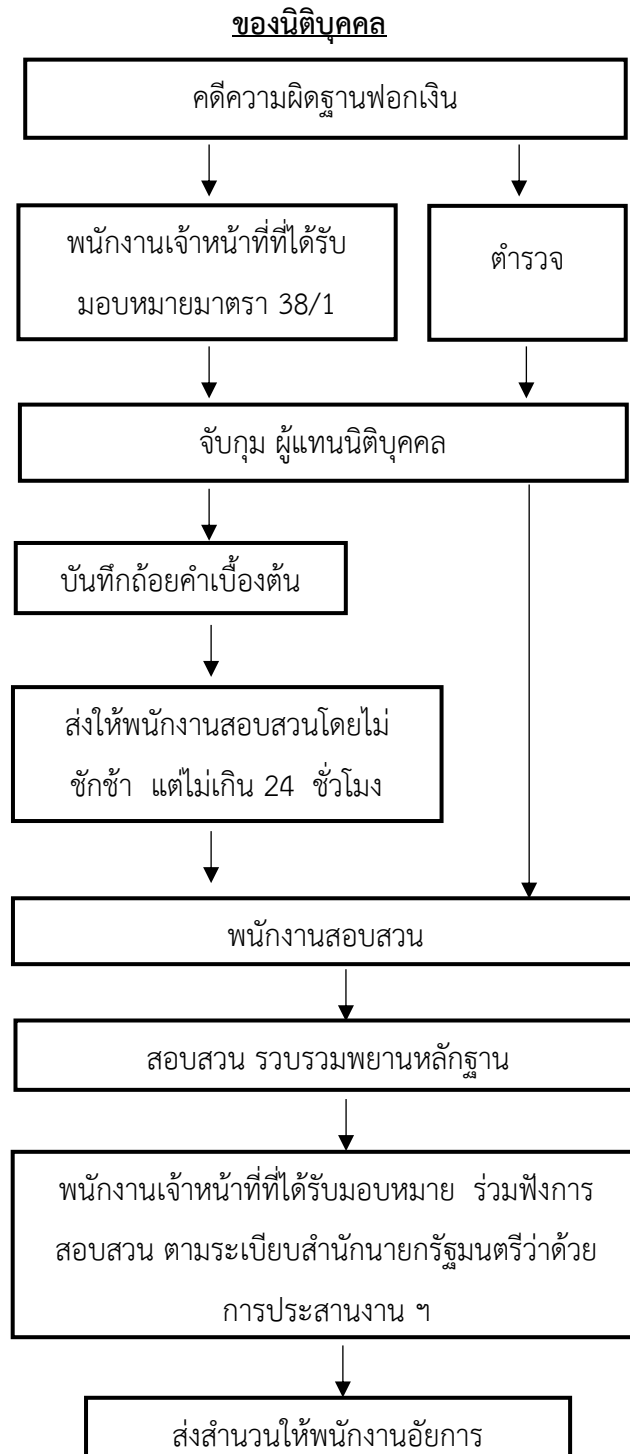 ของนิติบุคคล
คดีความผิดฐานฟอกเงิน
พนักงานเจ้าหน้าที่ที่ได้รับ
มอบหมายมาตรา 38/1
ตำรวจ
จับกุม ผู้แทนนิติบุคคล
บันทึกถ้อยคำเบื้องต้น
ส่งให้พนักงานสอบสวนโดยไม่
ชักช้า แต่ไม่เกิน 24 ชั่วโมง
พนักงานสอบสวน
สอบสวน รวบรวมพยานหลักฐาน
พนักงานเจ้าหน้าที่ที่ได้รับมอบหมาย ร่วมฟังการ
สอบสวน ตามระเบียบสำนักนายกรัฐมนตรีว่าด้วย
การประสานงาน ฯ
ส่งสำนวนให้พนักงานอัยการ